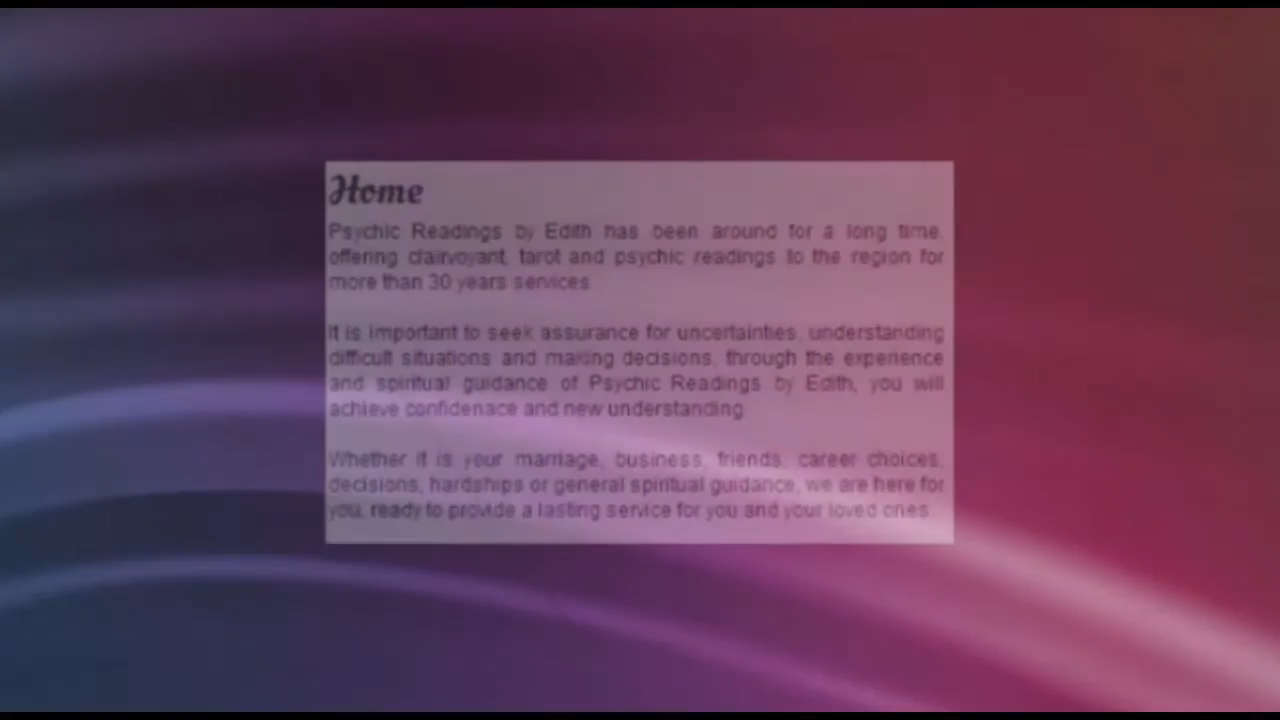 Home
Psychic Readings by Edith has been around for a long time,
offering clairvoyant, tarot and psychic readings to the region for
more than 30 years services.
It is important to seek assurance for uncertainties, understanding
difficult situations and making decisions, through the experience
and spiritual guidance of Psychic Readings by Edith, you will
achieve confidenace and new understanding.
Whether it is your marriage, business, friends, career choices,
decisions, hardships or general spiritual guidance, we are here for
you, ready to provide a lasting service for you and your loved ones.